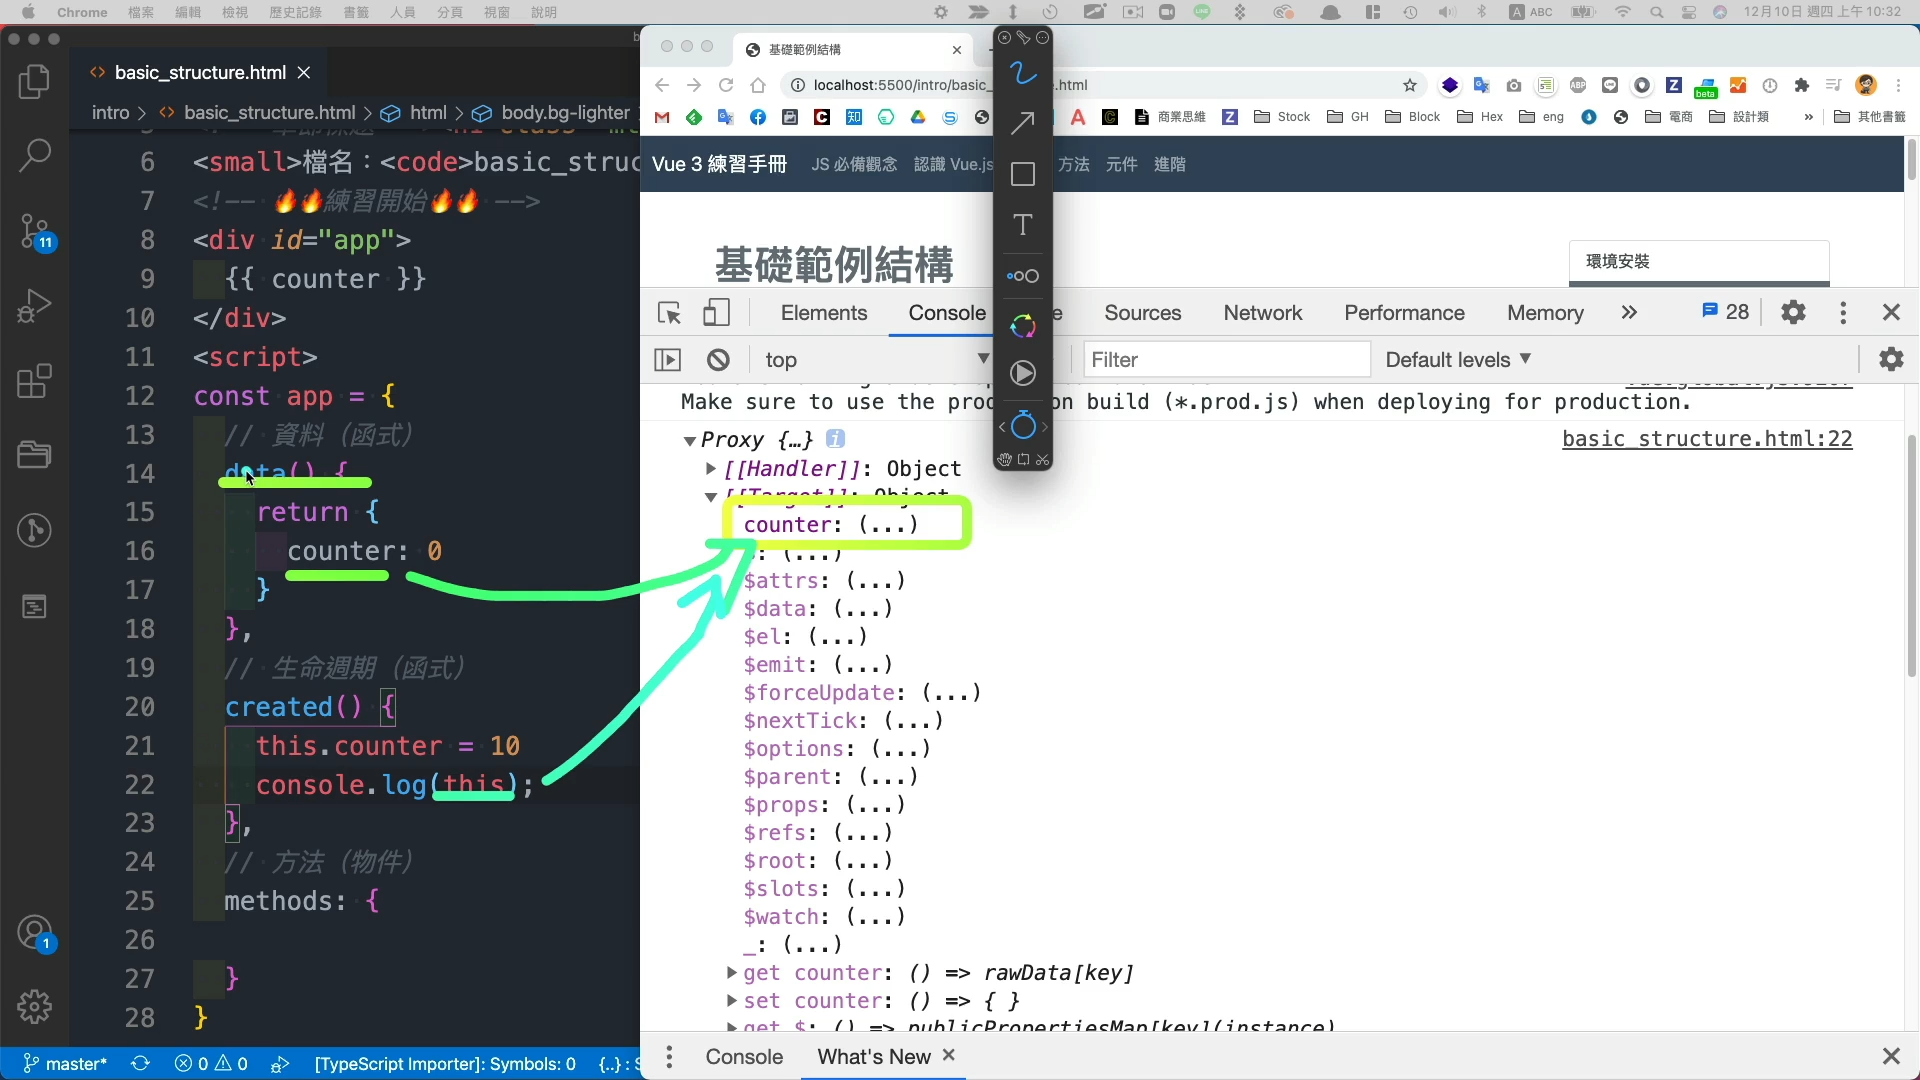 Chrome 檔案 編輯 檢視 歷史記錄 書籤 人員 分頁 視窗 說明
A ABC 12月10日 週四 上午10:32
basic_structure.html
intro > basic_structure.html > html > body.bg-lighter
6 <small>檔名：<code>basic_struc
7 <!-- 🔥🔥練習開始🔥🔥 -->
8 <div id="app">
9 {{ counter }}
10 </div>
11 <script>
12 const app = {
13 // 資料（函式）
14 data() {
15 return {
16 counter: 0
17 }
18 },
19 // 生命週期（函式）
20 created() {
21 this.counter = 10
22 console.log(this);
23 },
24 // 方法（物件）
25 methods: {
26
27 }
28 }
11
1
master* 0 0 [TypeScript Importer]: Symbols: 0 {..} : S
基礎範例結構
localhost:5500/intro/basic_ .html
beta
知 商業思維 Stock GH Block Hex eng 電商 設計類 » 其他書籤
Vue 3 練習手冊 JS 必備觀念 認識 Vue.js 方法 元件 進階
基礎範例結構
環境安裝
Elements Console Sources Network Performance Memory » 28
top Filter Default levels ▼
Make sure to use the prod on build (*.prod.js) when deploying for production.
Proxy {…} i basic_structure.html:22
[[Handler]]: Object
[[Target]]: Object
counter: (...)
: (...)
$attrs: (...)
$data: (...)
$el: (...)
$emit: (...)
$forceUpdate: (...)
$nextTick: (...)
$options: (...)
$parent: (...)
$props: (...)
$refs: (...)
$root: (...)
$slots: (...)
$watch: (...)
_: (...)
get counter: () => rawData[key]
set counter: () => { }
get $: () => publicPropertiesMap[key](instance)
Console What's New
T